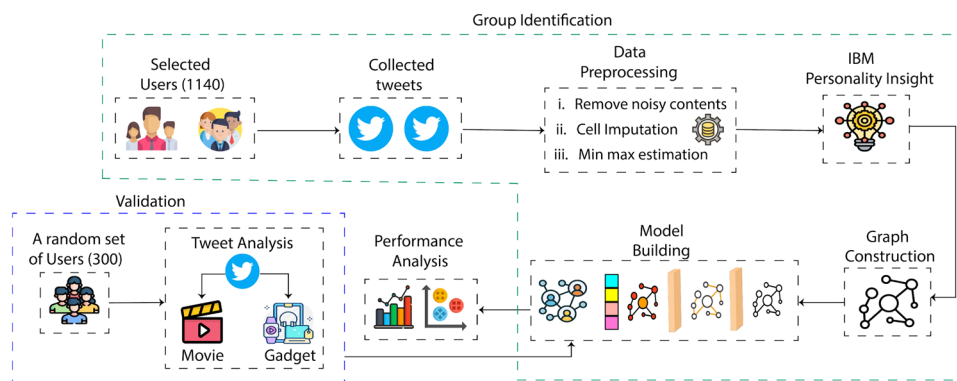 Group Identification
Selected
Users (1140)
Collected
tweets
Data
Preprocessing
i. Remove noisy contents
ii. Cell Imputation
iii. Min max estimation
IBM
Personality Insight
Validation
A random set
of Users (300)
Tweet Analysis
Movie
Gadget
Performance
Analysis
Model
Building
Graph
Construction